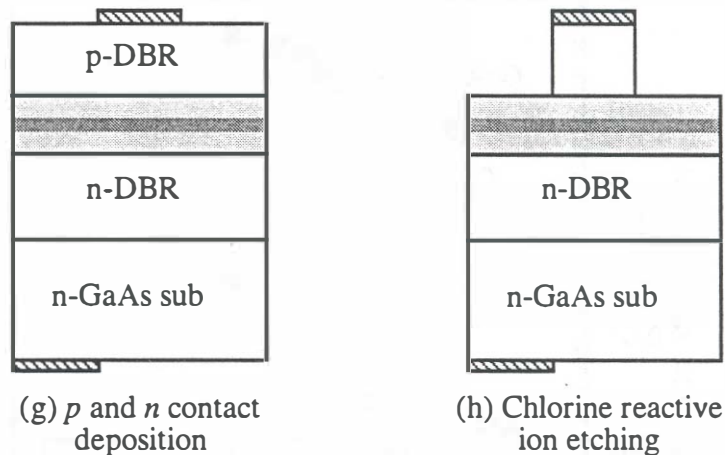 p-DBR
n-DBR
n-GaAs sub
(g) p and n contact
deposition
n-DBR
n-GaAs sub
(h) Chlorine reactive
ion etching